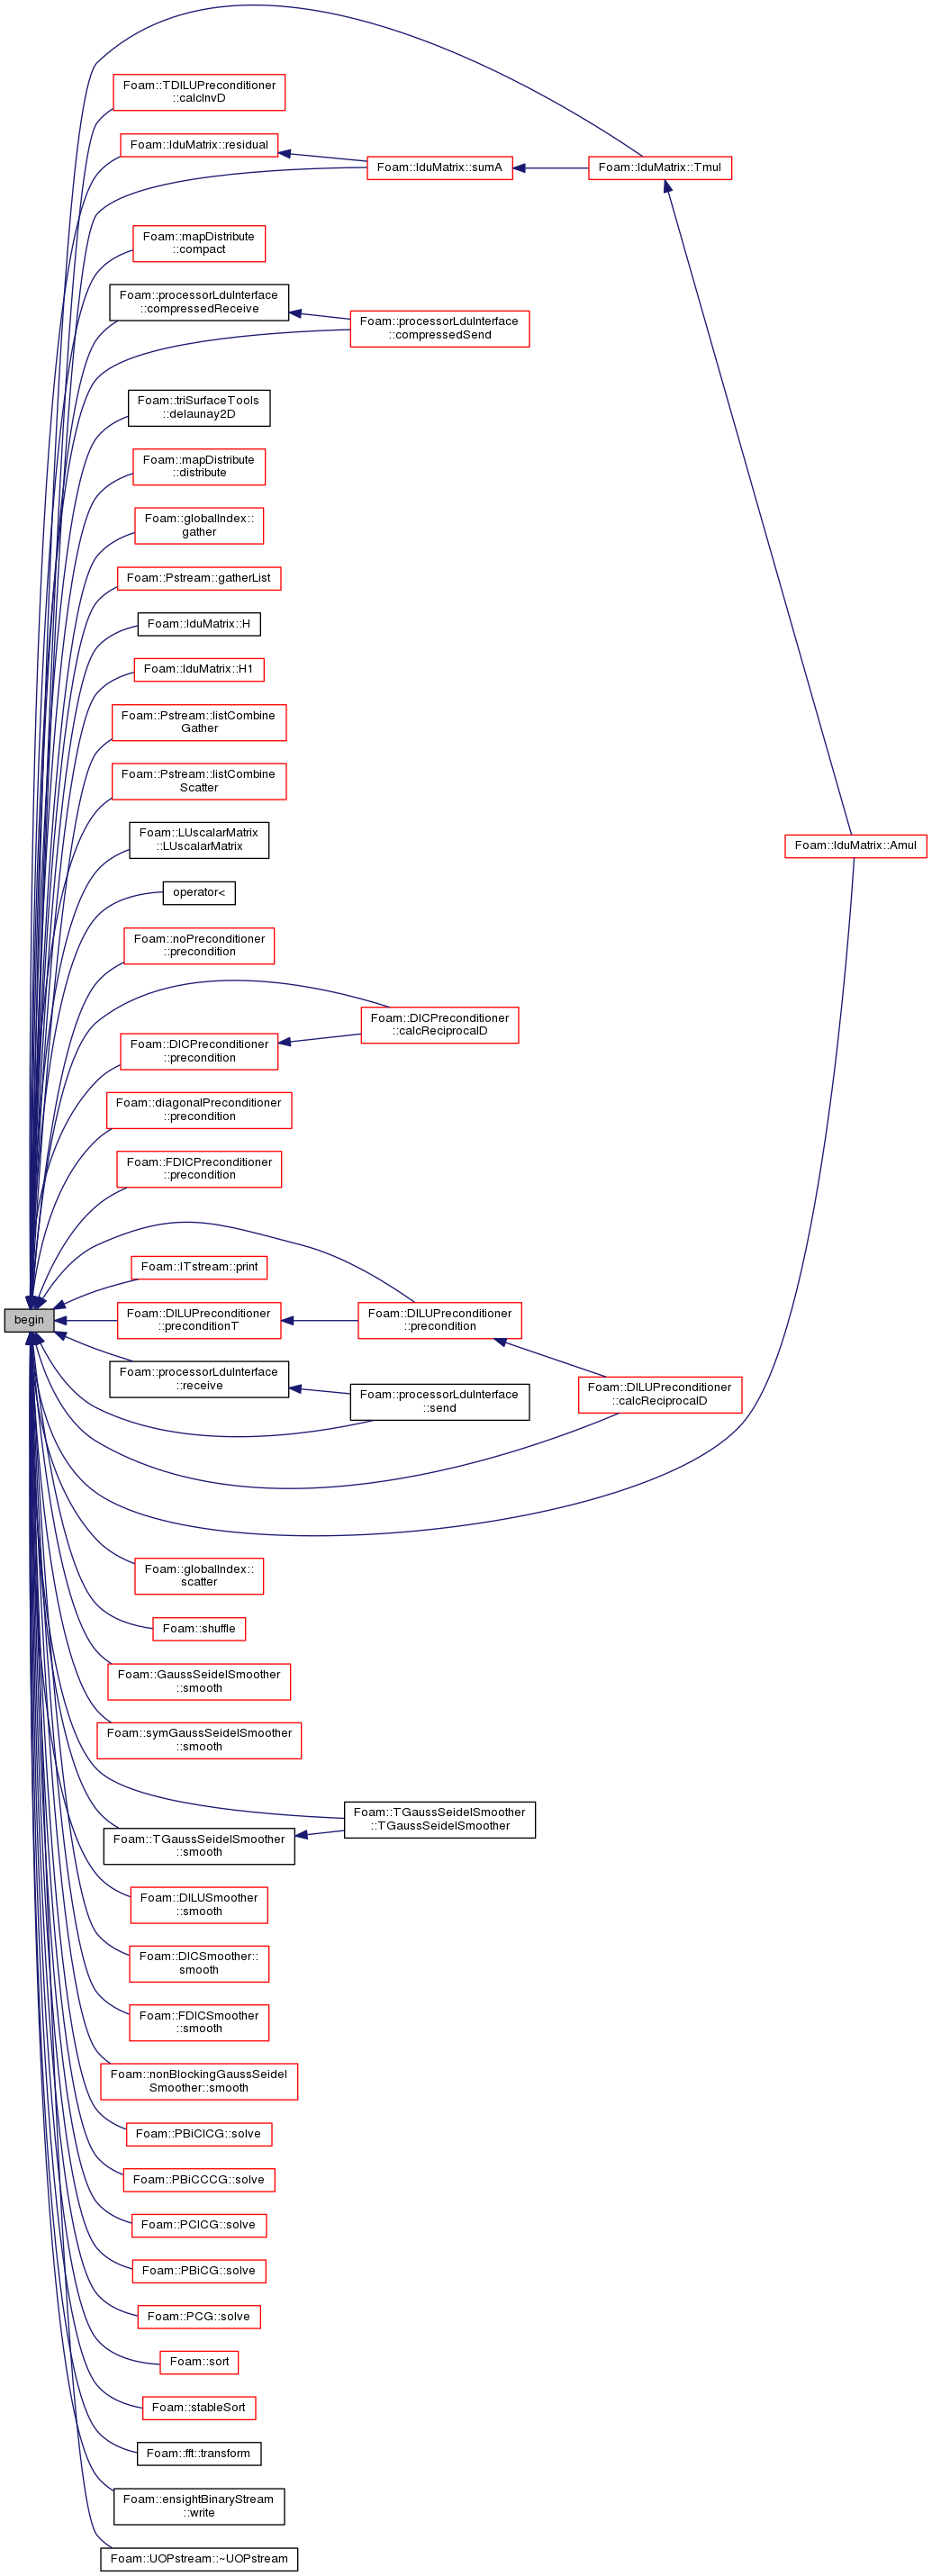 Foam::TDILUPreconditioner
::calcInvD
Foam::lduMatrix::residual
Foam::lduMatrix::sumA
Foam::lduMatrix::Tmul
Foam::mapDistribute
::compact
Foam::processorLduInterface
::compressedReceive
Foam::processorLduInterface
::compressedSend
Foam::triSurfaceTools
::delaunay2D
Foam::mapDistribute
::distribute
Foam::globalIndex::
gather
Foam::Pstream::gatherList
Foam::lduMatrix::H
Foam::lduMatrix::H1
Foam::Pstream::listCombine
Gather
Foam::Pstream::listCombine
Scatter
Foam::LUscalarMatrix
::LUscalarMatrix
Foam::lduMatrix::Amul
operator<
Foam::noPreconditioner
::precondition
Foam::DICPreconditioner
::calcReciprocalD
Foam::DICPreconditioner
::precondition
Foam::diagonalPreconditioner
::precondition
Foam::FDICPreconditioner
::precondition
Foam::ITstream::print
begin
Foam::DILUPreconditioner
::preconditionT
Foam::DILUPreconditioner
::precondition
Foam::processorLduInterface
::receive
Foam::processorLduInterface
::send
Foam::DILUPreconditioner
::calcReciprocalD
Foam::globalIndex::
scatter
Foam::shuffle
Foam::GaussSeidelSmoother
::smooth
Foam::symGaussSeidelSmoother
::smooth
Foam::TGaussSeidelSmoother
::TGaussSeidelSmoother
Foam::TGaussSeidelSmoother
::smooth
Foam::DILUSmoother
::smooth
Foam::DICSmoother::
smooth
Foam::FDICSmoother
::smooth
Foam::nonBlockingGaussSeidel
Smoother::smooth
Foam::PBiCICG::solve
Foam::PBiCCCG::solve
Foam::PCICG::solve
Foam::PBiCG::solve
Foam::PCG::solve
Foam::sort
Foam::stableSort
Foam::fft::transform
Foam::ensightBinaryStream
::write
Foam::UOPstream::~UOPstream